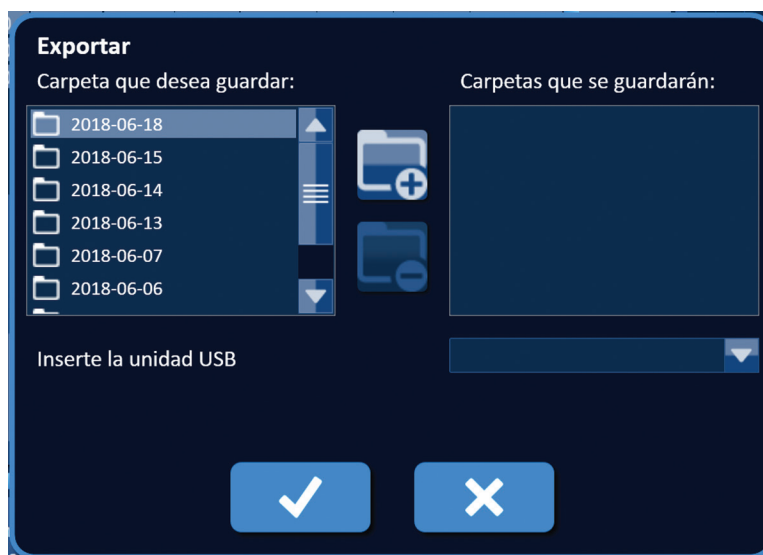 Exportar
Carpeta que desea guardar:
Carpetas que se guardarán:
2018-06-18
2018-06-15
2018-06-14
2018-06-13
2018-06-07
2018-06-06
Inserte la unidad USB